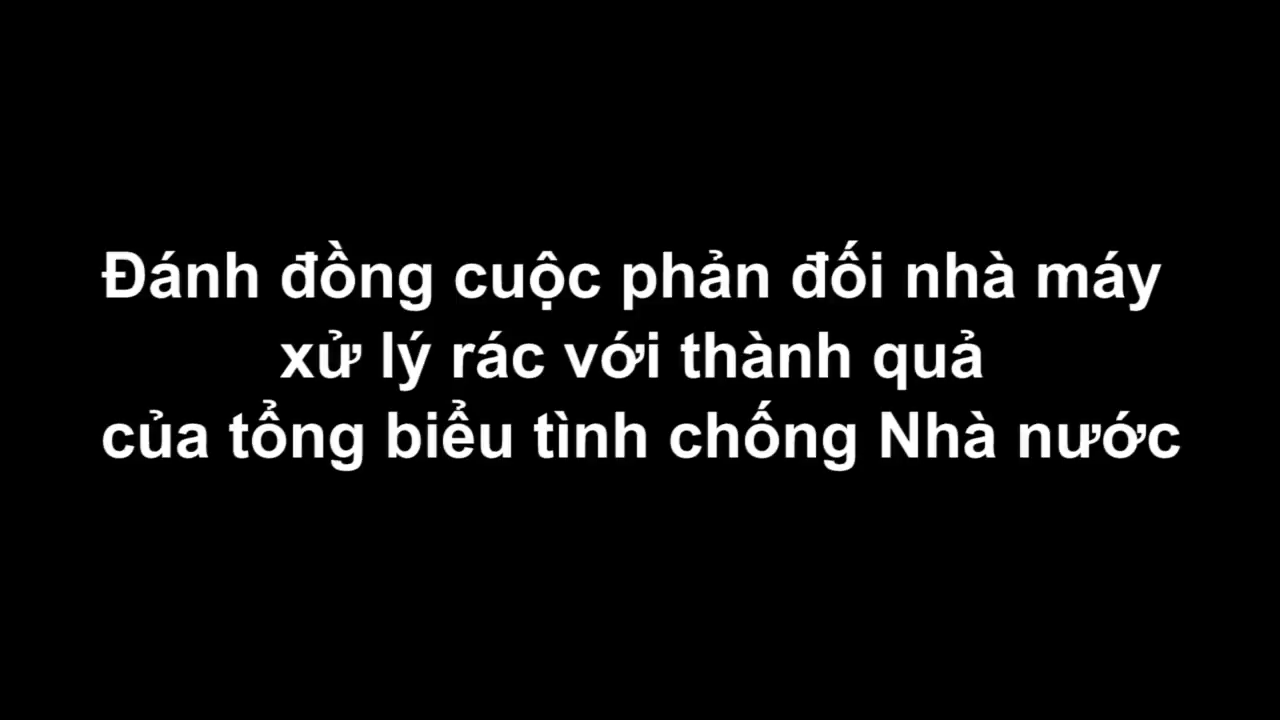 Đánh đồng cuộc phản đối nhà máy
xử lý rác với thành quả
của tổng biểu tình chống Nhà nước